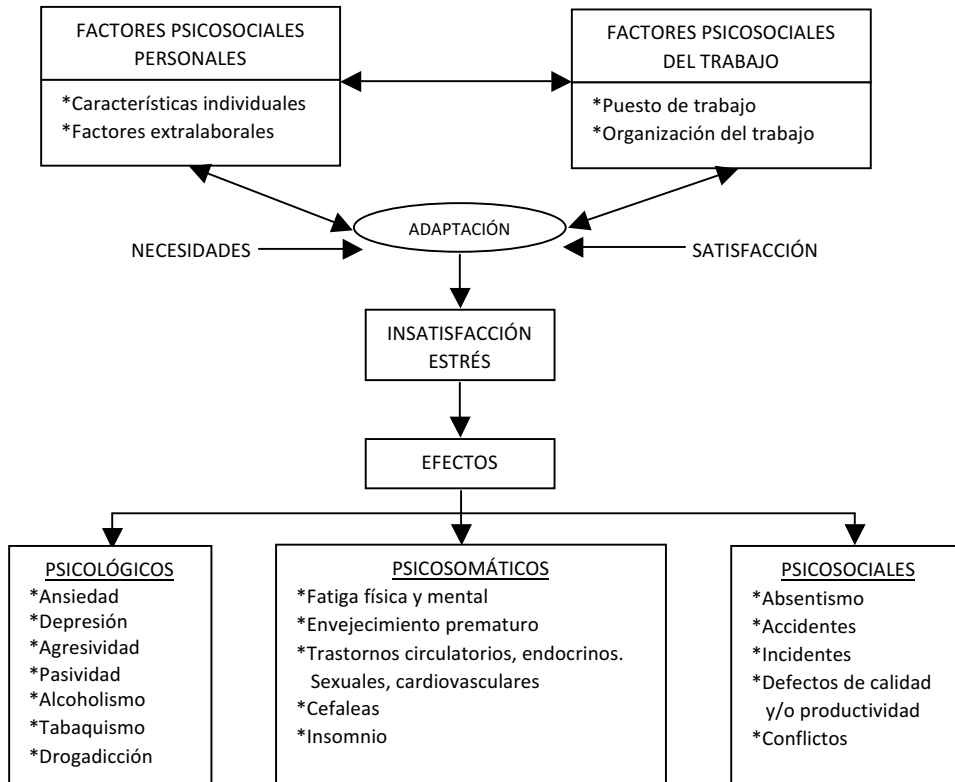 FACTORES PSICOSOCIALES
PERSONALES
*Características individuales
*Factores extralaborales
FACTORES PSICOSOCIALES
DEL TRABAJO
*Puesto de trabajo
*Organización del trabajo
ADAPTACIÓN
NECESIDADES
SATISFACCIÓN
INSATISFACCIÓN
ESTRÉS
EFECTOS
PSICOLÓGICOS
*Ansiedad
*Depresión
*Agresividad
*Pasividad
*Alcoholismo
*Tabaquismo
*Drogadicción
PSICOSOMÁTICOS
*Fatiga física y mental
*Envejecimiento prematuro
*Trastornos circulatorios, endocrinos.
Sexuales, cardiovasculares
*Cefaleas
*Insomnio
PSICOSOCIALES
*Absentismo
*Accidentes
*Incidentes
*Defectos de calidad
y/o productividad
*Conflictos